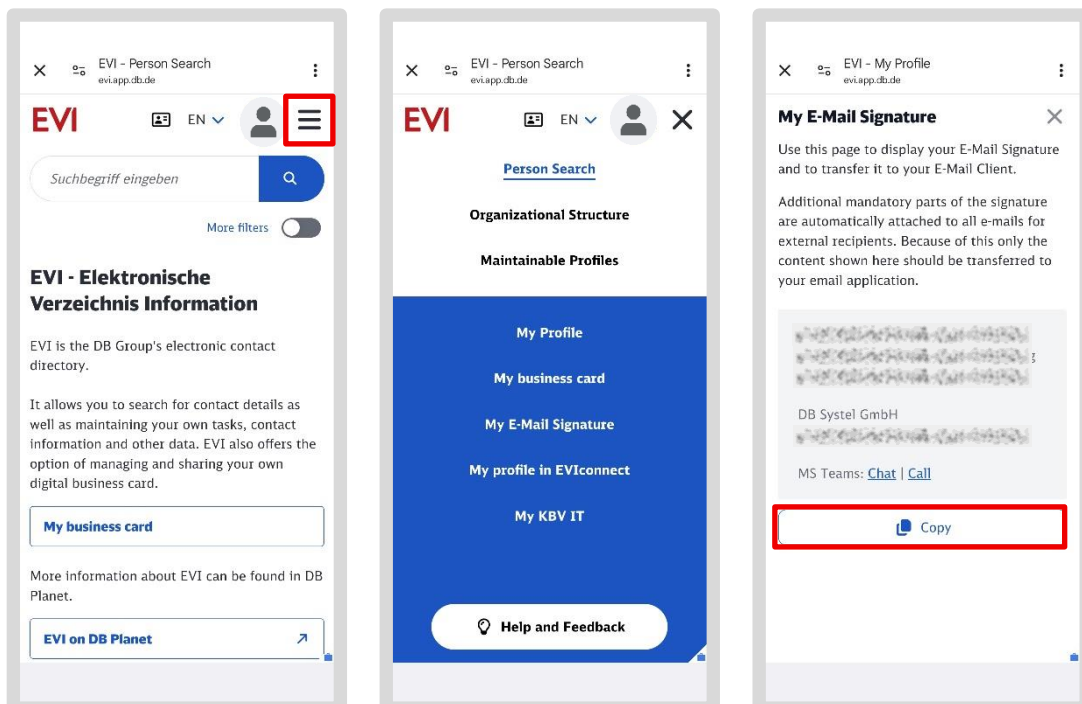 EVI - Person Search
evi.app.db.de
EVI
EN
Suchbegriff eingeben
More filters
EVI - Elektronische
Verzeichnis Information
EVI is the DB Group's electronic contact
directory.
It allows you to search for contact details as
well as maintaining your own tasks, contact
information and other data. EVI also offers the
option of managing and sharing your own
digital business card.
My business card
More information about EVI can be found in DB
Planet.
EVI on DB Planet
EVI - Person Search
evi.app.db.de
EVI
EN
Person Search
Organizational Structure
Maintainable Profiles
My Profile
My business card
My E-Mail Signature
My profile in EVIconnect
My KBV IT
Help and Feedback
EVI - My Profile
evi.app.db.de
My E-Mail Signature
Use this page to display your E-Mail Signature
and to transfer it to your E-Mail Client.
Additional mandatory parts of the signature
are automatically attached to all e-mails for
external recipients. Because of this only the
content shown here should be transferred to
your email application.
DB Systel GmbH
MS Teams: Chat | Call
Copy